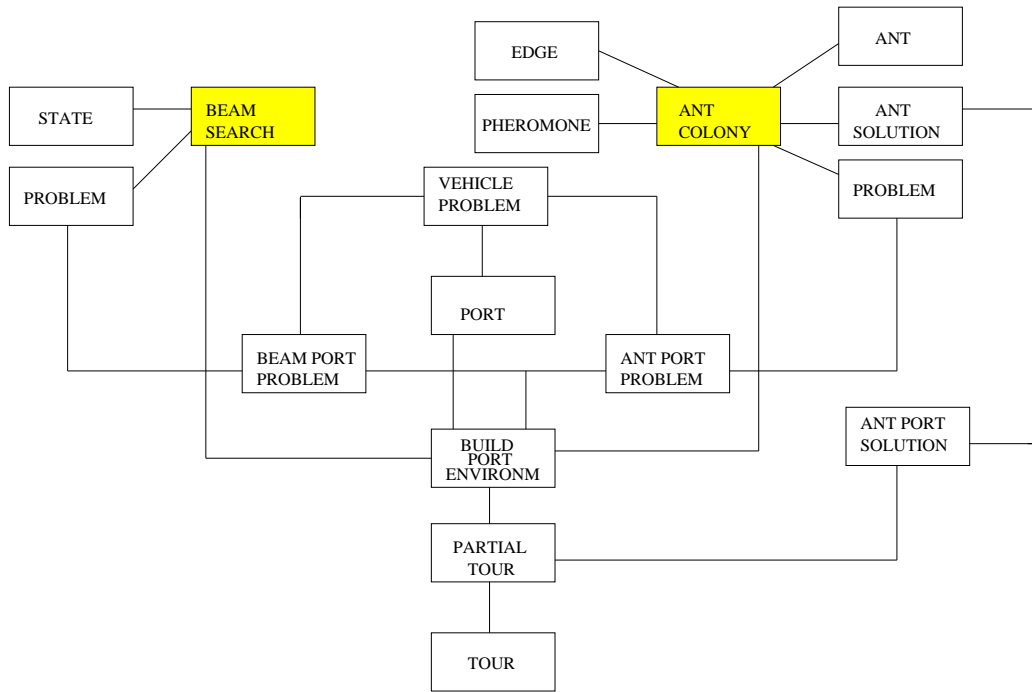 EDGE
ANT
STATE
BEAM
SEARCH
PHEROMONE
ANT
COLONY
ANT
SOLUTION
PROBLEM
VEHICLE
PROBLEM
PROBLEM
PORT
BEAM PORT
PROBLEM
ANT PORT
PROBLEM
ANT PORT
SOLUTION
BUILD
PORT
ENVIRONM
PARTIAL
TOUR
TOUR